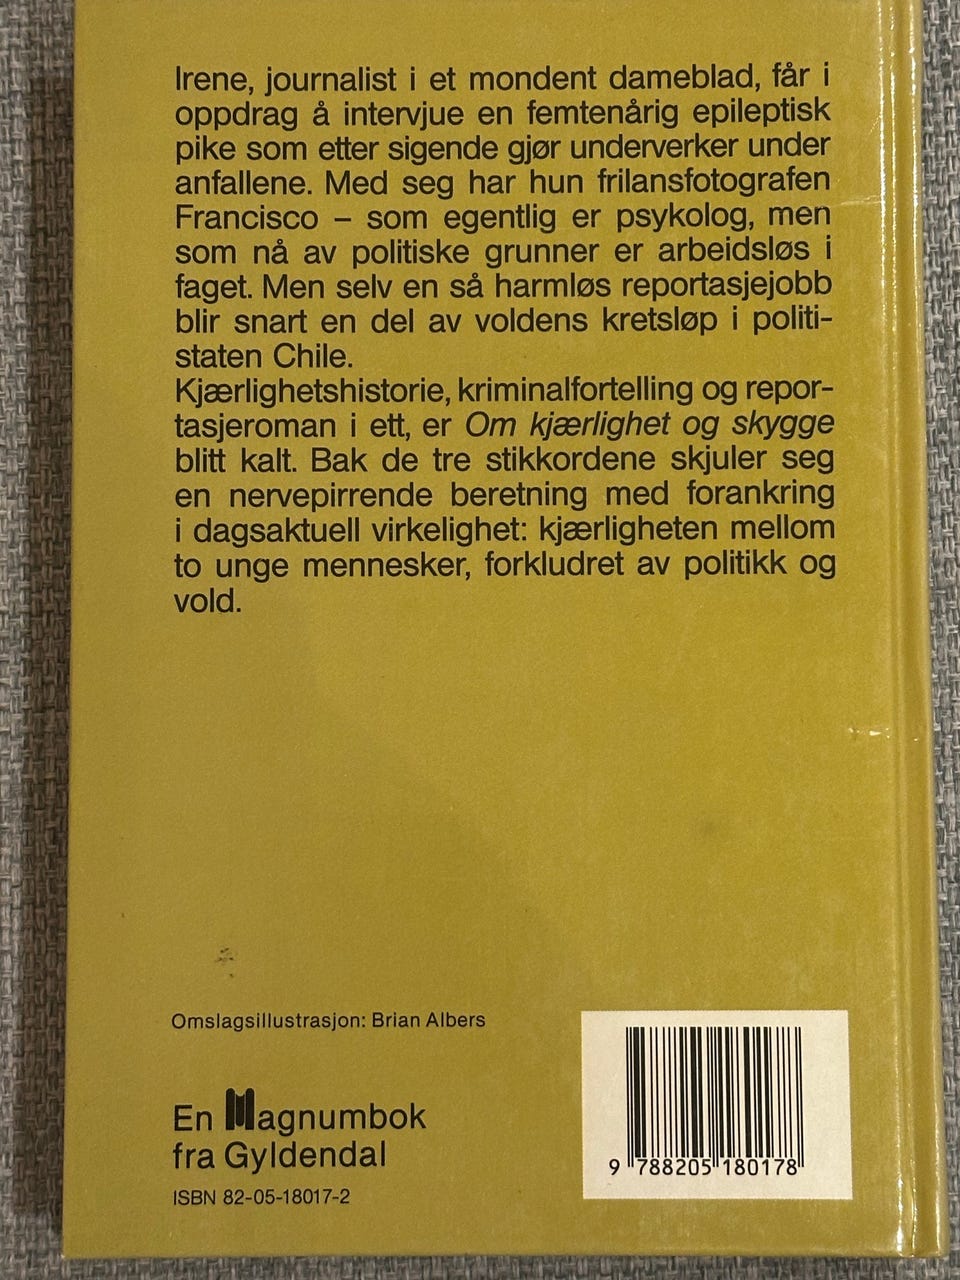 Irene, journalist i et mondent dameblad, får i
oppdrag å intervjue en femtenårig epileptisk
pike som etter sigende gjør underverker under
anfallene. Med seg har hun frilansfotografen
Francisco – som egentlig er psykolog, men
som nå av politiske grunner er arbeidsløs i
faget. Men selv en så harmløs reportasjejobb
blir snart en del av voldens kretsløp i politi-
staten Chile.
Kjærlighetshistorie, kriminalfortelling og repor-
tasjeroman i ett, er Om kjærlighet og skygge
blitt kalt. Bak de tre stikkordene skjuler seg
en nervepirrende beretning med forankring
i dagsaktuell virkelighet: kjærligheten mellom
to unge mennesker, forkludret av politikk og
vold.
Omslagsillustrasjon: Brian Albers
En Magnumbok
fra Gyldendal
ISBN 82-05-18017-2
9 788205 180178